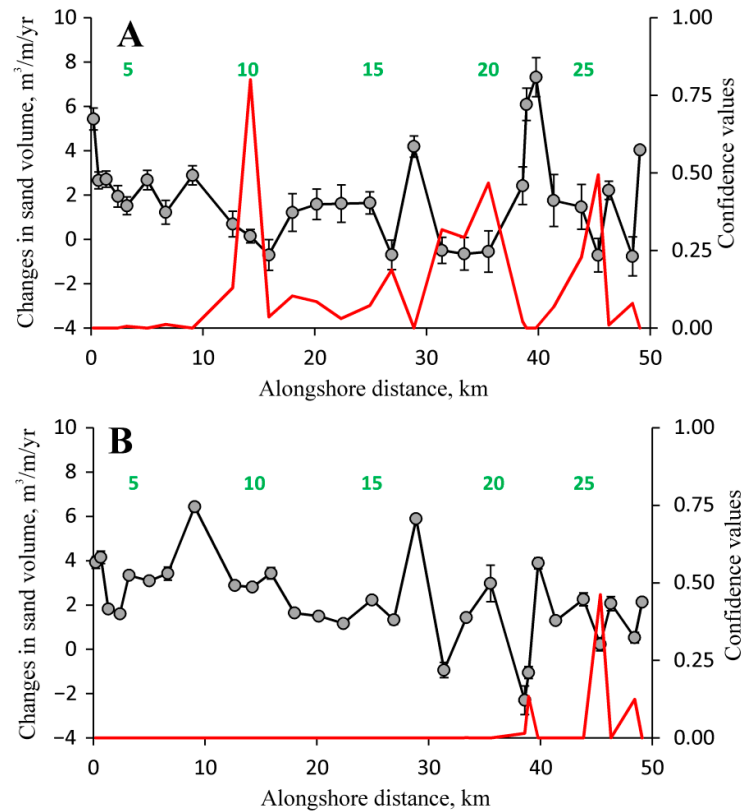 A
5 10 15 20 25
10
8
6
4
2
0
−2
−4
Changes in sand volume, m³/m/yr
1.00
0.75
0.50
0.25
0.00
Confidence values
0 10 20 30 40 50
Alongshore distance, km
B
5 10 15 20 25
10
8
6
4
2
0
−2
−4
Changes in sand volume, m³/m/yr
1.00
0.75
0.50
0.25
0.00
Confidence values
0 10 20 30 40 50
Alongshore distance, km